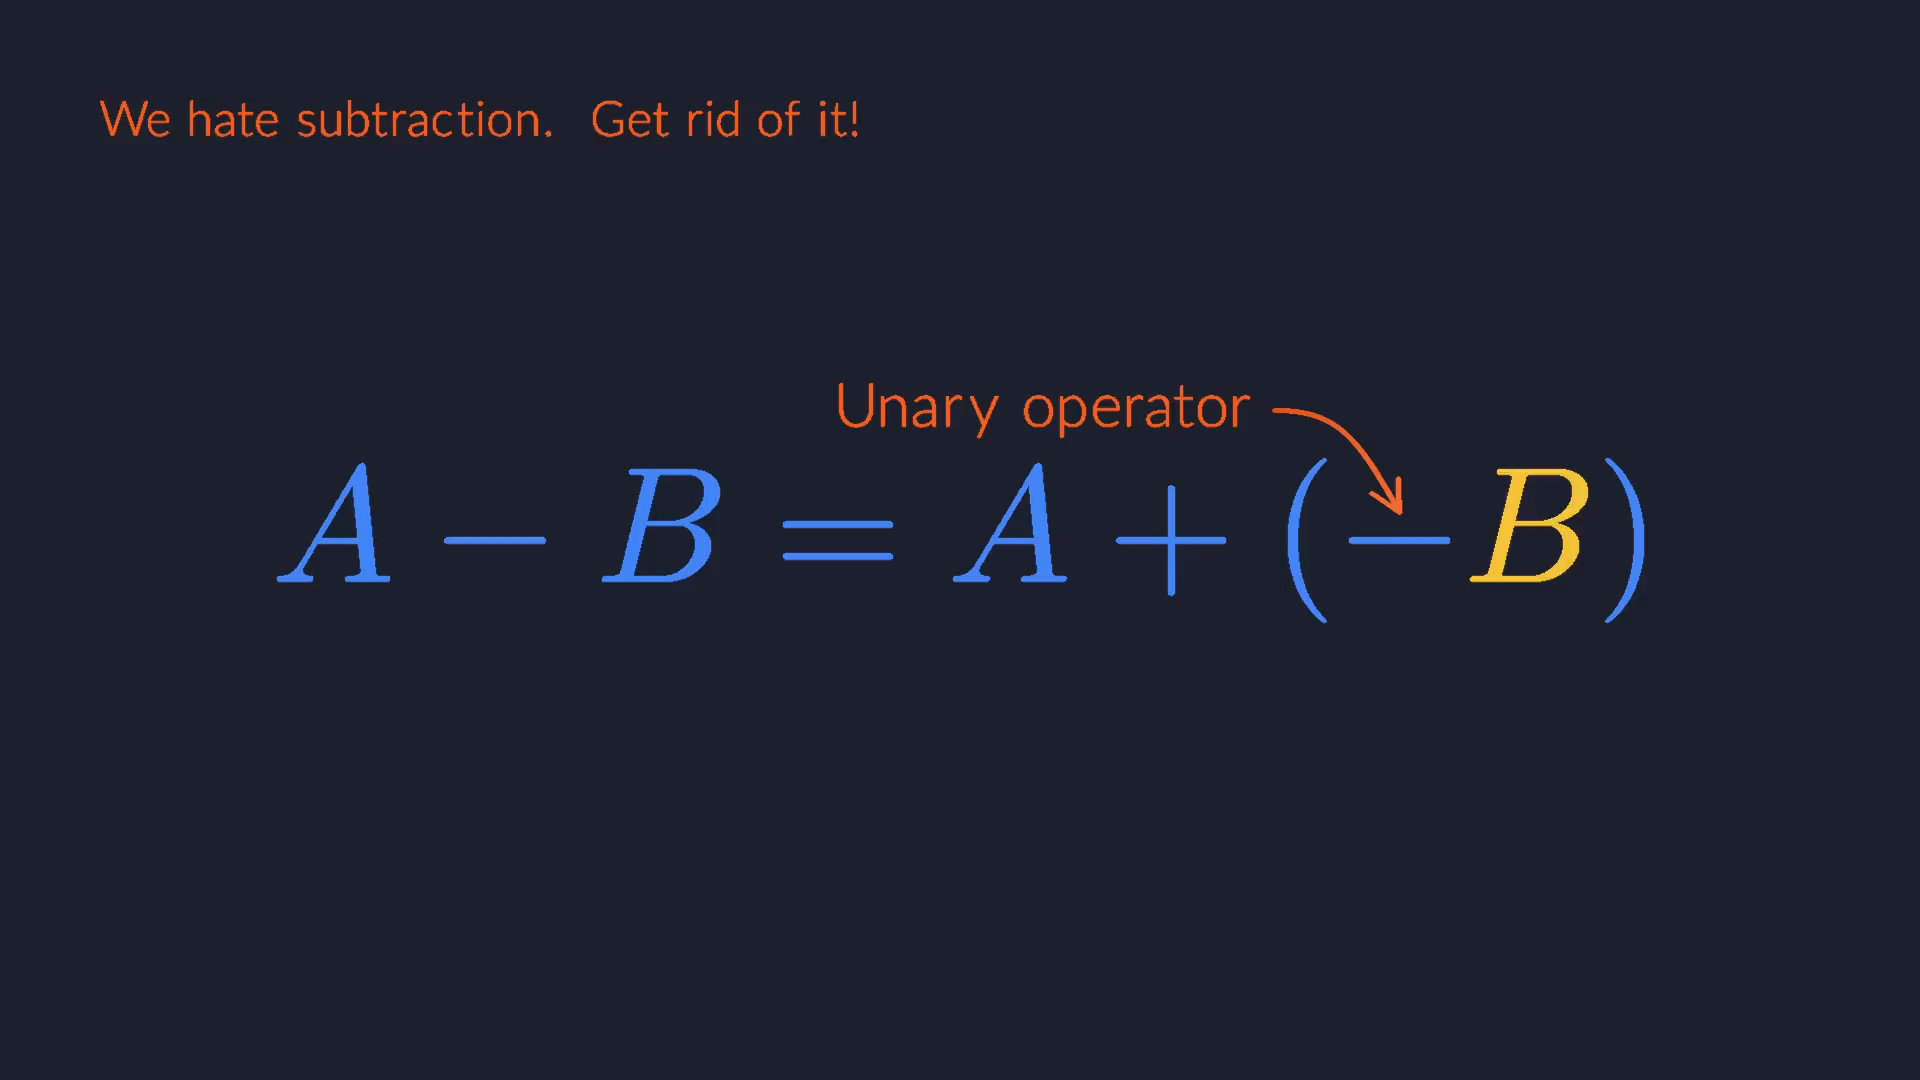 We hate subtraction. Get rid of it!
Unary operator
A − B = A + (−B)